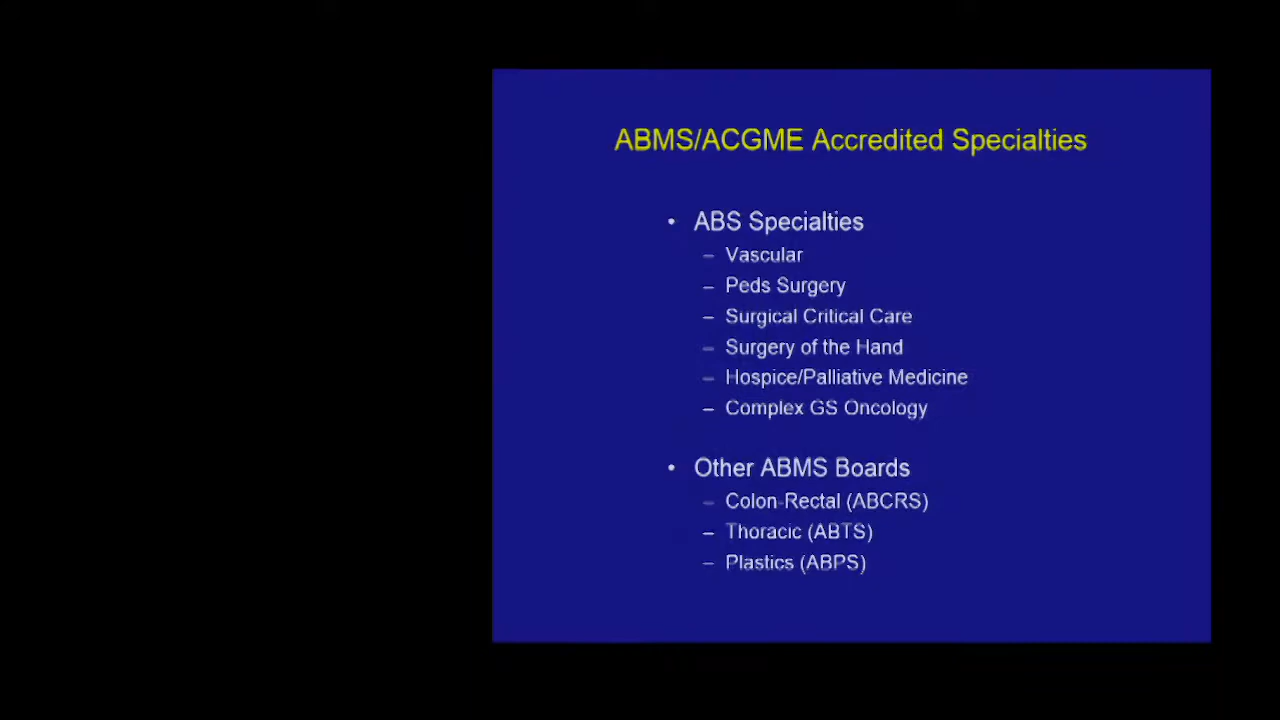 ABMS/ACGME Accredited Specialties
• ABS Specialties
– Vascular
– Peds Surgery
– Surgical Critical Care
– Surgery of the Hand
– Hospice/Palliative Medicine
– Complex GS Oncology
• Other ABMS Boards
– Colon-Rectal (ABCRS)
– Thoracic (ABTS)
– Plastics (ABPS)